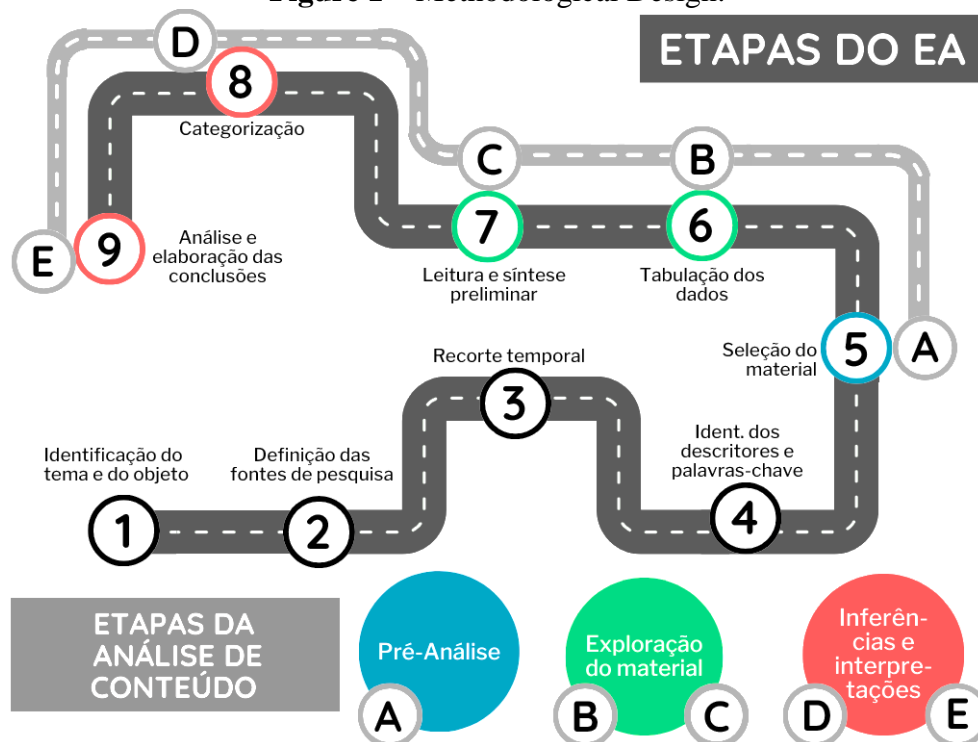 Figure 1 – Methodological Design.
ETAPAS DO EA
D
8
Categorização
C
B
7
6
Leitura e síntese
preliminar
Tabulação dos
dados
E
9
Análise e
elaboração das
conclusões
Seleção do
material
5
A
Recorte temporal
3
Identificação do
tema e do objeto
1
Definição das
fontes de pesquisa
2
Ident. dos
descritores e
palavras-chave
4
ETAPAS DA
ANÁLISE DE
CONTEÚDO
Pré-Análise
A
Exploração
do material
B
C
Inferên-
cias e
interpre-
tações
D
E